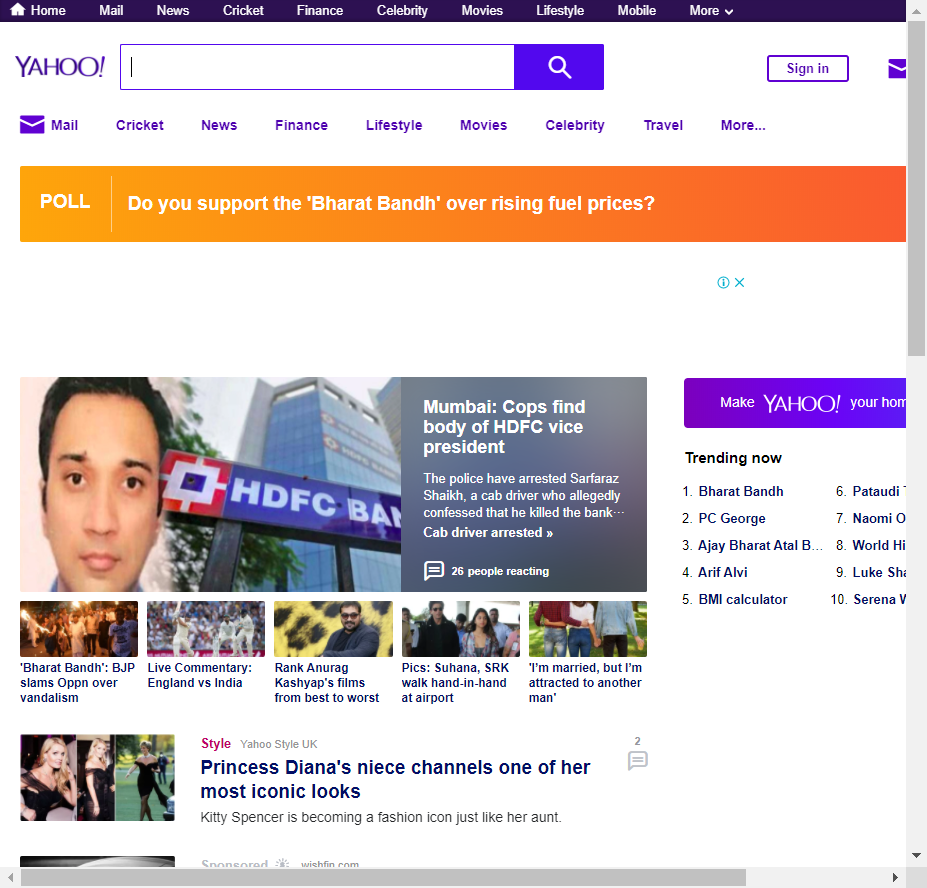 Home Mail News Cricket Finance Celebrity Movies Lifestyle Mobile More
YAHOO!
Sign in
Mail Cricket News Finance Lifestyle Movies Celebrity Travel More...
POLL Do you support the 'Bharat Bandh' over rising fuel prices?
HDFC BAN
Mumbai: Cops find
body of HDFC vice
president
The police have arrested Sarfaraz
Shaikh, a cab driver who allegedly
confessed that he killed the bank···
Cab driver arrested »
26 people reacting
Make YAHOO! your hom
Trending now
1. Bharat Bandh
2. PC George
3. Ajay Bharat Atal B...
4. Arif Alvi
5. BMI calculator
6. Pataudi T
7. Naomi O
8. World Hi
9. Luke Sha
10. Serena W
'Bharat Bandh': BJP
slams Oppn over
vandalism
Live Commentary:
England vs India
Rank Anurag
Kashyap's films
from best to worst
Pics: Suhana, SRK
walk hand-in-hand
at airport
'I'm married, but I'm
attracted to another
man'
Style Yahoo Style UK
2
Princess Diana's niece channels one of her
most iconic looks
Kitty Spencer is becoming a fashion icon just like her aunt.
Sponsored wishfin.com